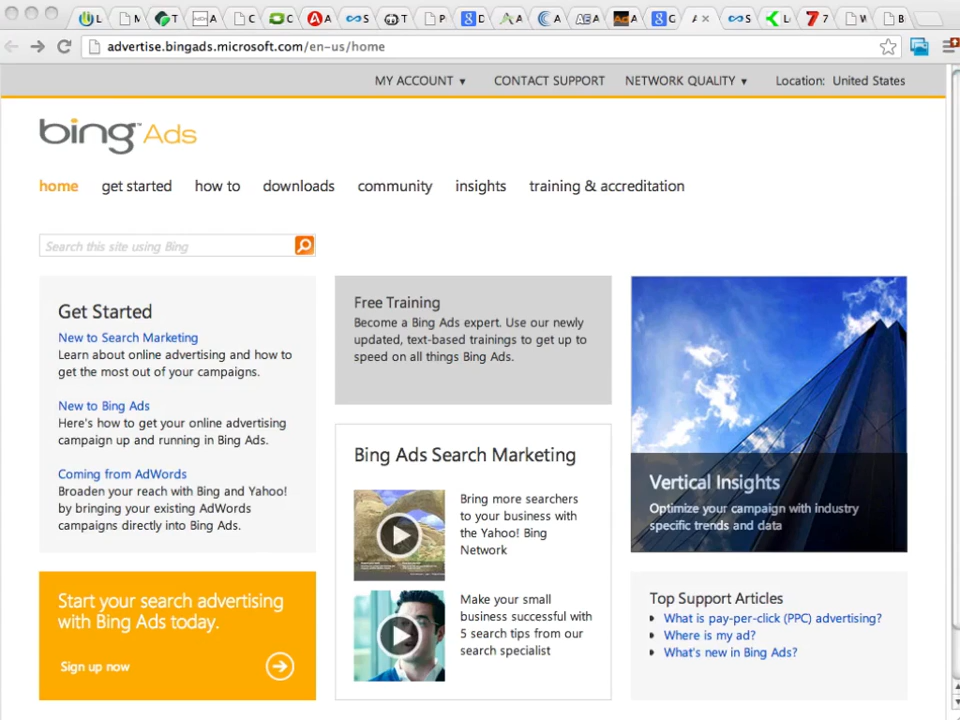 advertise.bingads.microsoft.com/en-us/home
MY ACCOUNT ▼ CONTACT SUPPORT NETWORK QUALITY ▼ Location: United States
bing™ Ads
home get started how to downloads community insights training & accreditation
Search this site using Bing
Get Started
New to Search Marketing
Learn about online advertising and how to
get the most out of your campaigns.
New to Bing Ads
Here's how to get your online advertising
campaign up and running in Bing Ads.
Coming from AdWords
Broaden your reach with Bing and Yahoo!
by bringing your existing AdWords
campaigns directly into Bing Ads.
Start your search advertising
with Bing Ads today.
Sign up now
Free Training
Become a Bing Ads expert. Use our newly
updated, text-based trainings to get up to
speed on all things Bing Ads.
Bing Ads Search Marketing
Bring more searchers
to your business with
the Yahoo! Bing
Network
Make your small
business successful with
5 search tips from our
search specialist
Vertical Insights
Optimize your campaign with industry
specific trends and data
Top Support Articles
What is pay-per-click (PPC) advertising?
Where is my ad?
What's new in Bing Ads?